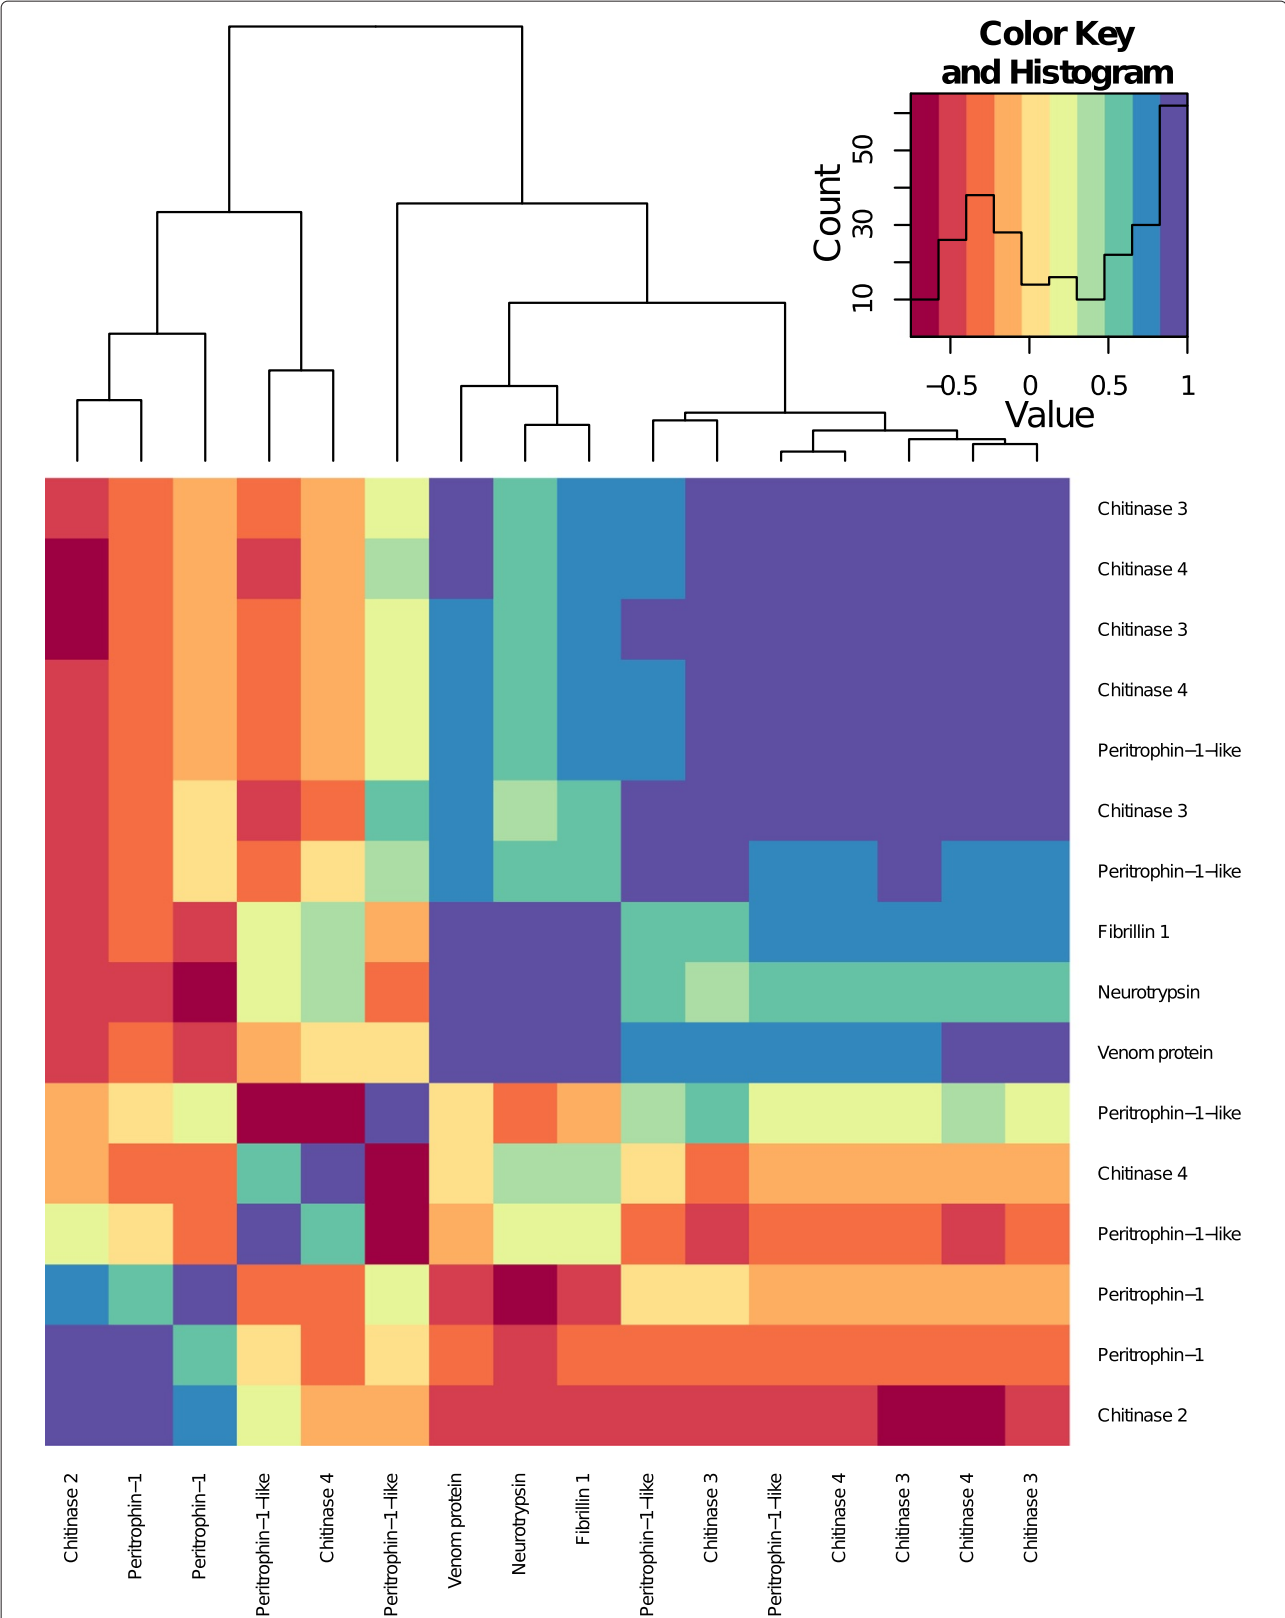 Color Key
and Histogram
Count
10
30
50
−0.5
0
0.5
1
Value
Chitinase 3
Chitinase 4
Chitinase 3
Chitinase 4
Peritrophin−1−like
Chitinase 3
Peritrophin−1−like
Fibrillin 1
Neurotrypsin
Venom protein
Peritrophin−1−like
Chitinase 4
Peritrophin−1−like
Peritrophin−1
Peritrophin−1
Chitinase 2
Chitinase 2
Peritrophin−1
Peritrophin−1
Peritrophin−1−like
Chitinase 4
Peritrophin−1−like
Venom protein
Neurotrypsin
Fibrillin 1
Peritrophin−1−like
Chitinase 3
Peritrophin−1−like
Chitinase 4
Chitinase 3
Chitinase 4
Chitinase 3